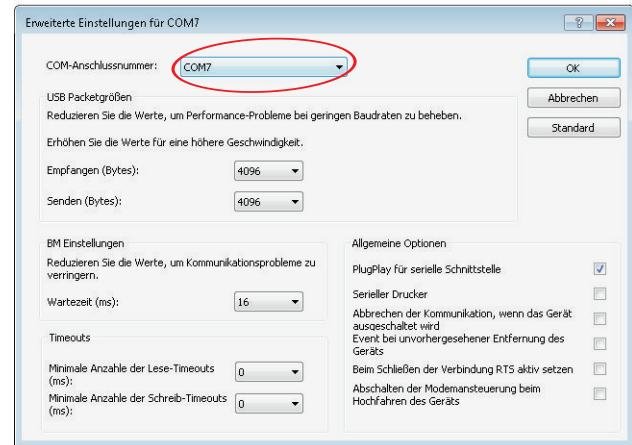 Erweiterte Einstellungen für COM7
COM-Anschlussnummer: COM7
OK
Abbrechen
Standard
USB Packetgrößen
Reduzieren Sie die Werte, um Performance-Probleme bei geringen Baudraten zu beheben.
Erhöhen Sie die Werte für eine höhere Geschwindigkeit.
Empfangen (Bytes): 4096
Senden (Bytes): 4096
BM Einstellungen
Reduzieren Sie die Werte, um Kommunikationsprobleme zu
verringern.
Wartezeit (ms): 16
Timeouts
Minimale Anzahle der Lese-Timeouts
(ms): 0
Minimale Anzahle der Schreib-Timeouts
(ms): 0
Allgemeine Optionen
PlugPlay für serielle Schnittstelle
Serieller Drucker
Abbrechen der Kommunikation, wenn das Gerät
ausgeschaltet wird
Event bei unvorhergesehener Entfernung des
Geräts
Beim Schließen der Verbindung RTS aktiv setzen
Abschalten der Modemansteuerung beim
Hochfahren des Geräts